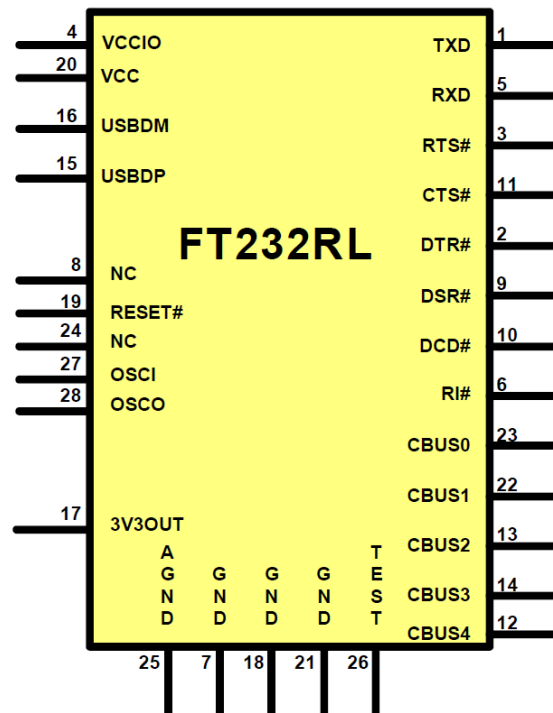 4 VCCIO TXD 1
20 VCC
RXD 5
16 USBDM
RTS# 3
15 USBDP
CTS# 11
FT232RL
DTR# 2
8 NC
DSR# 9
19 RESET#
24 NC
DCD# 10
27 OSCI
28 OSCO
RI# 6
CBUS0 23
CBUS1 22
17 3V3OUT
CBUS2 13
AGND GND GND GND TEST
CBUS3 14
CBUS4 12
25 7 18 21 26